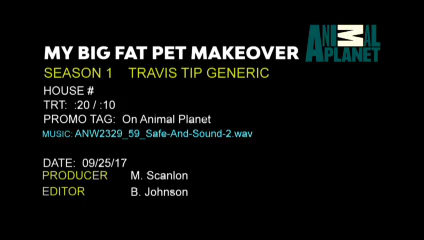 MY BIG FAT PET MAKEOVER
ANIMAL
PLANET
SEASON 1 TRAVIS TIP GENERIC
HOUSE #
TRT: :20 / :10
PROMO TAG: On Animal Planet
MUSIC: ANW2329_59_Safe-And-Sound-2.wav
DATE: 09/25/17
PRODUCER M. Scanlon
EDITOR B. Johnson